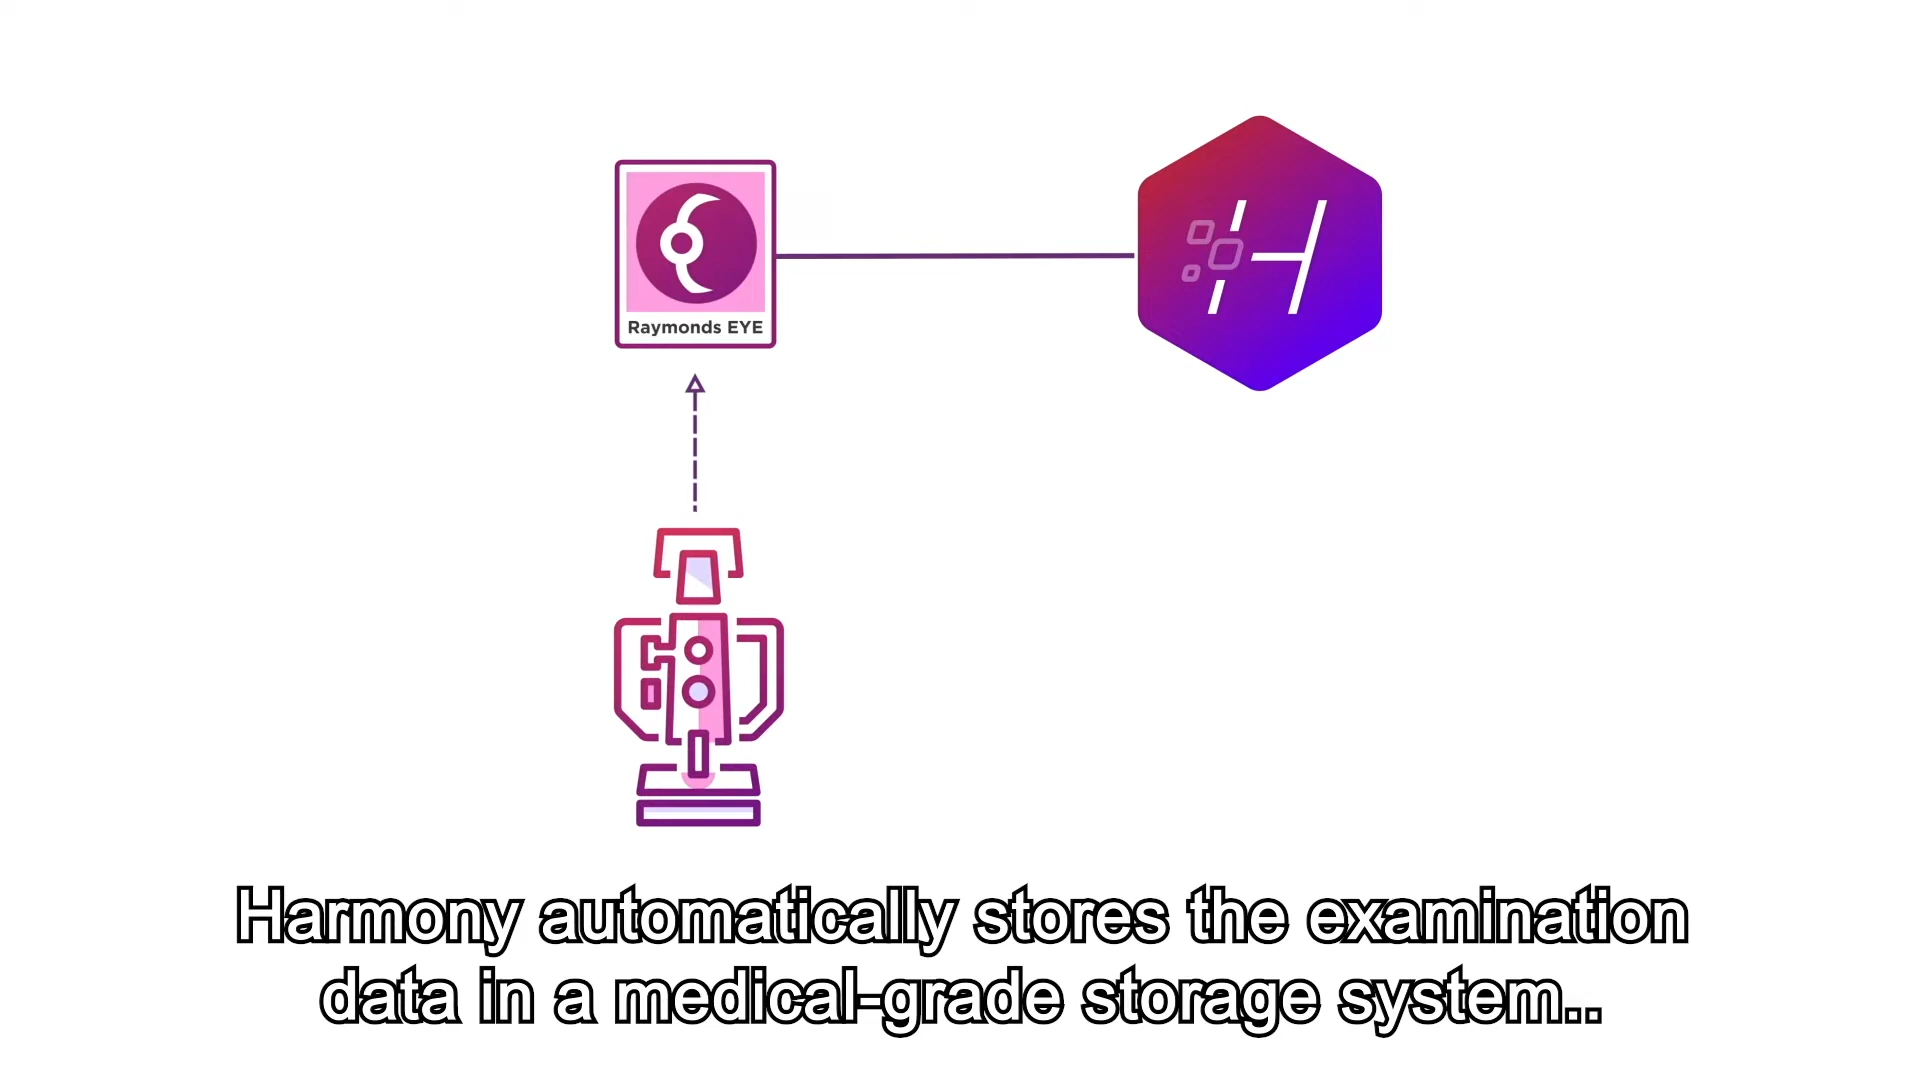 H
Raymonds EYE
Harmony automatically stores the examination
data in a medical-grade storage system..